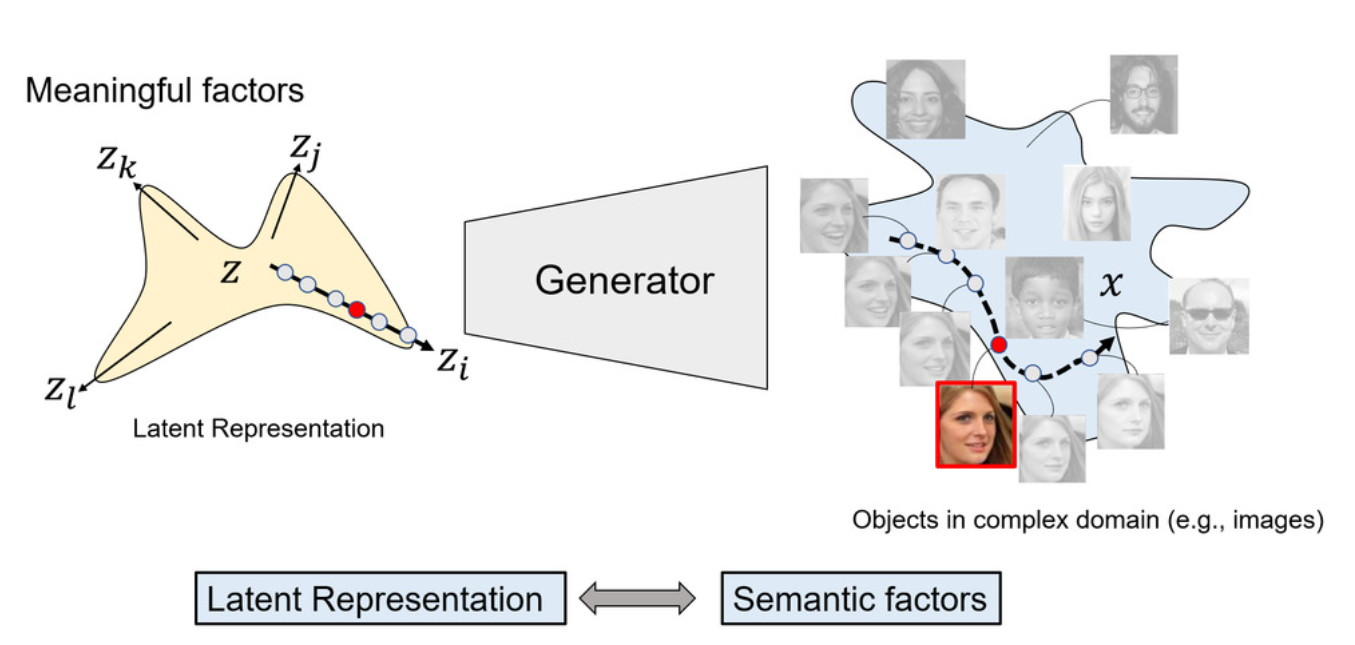 Meaningful factors
z_k
z_j
z
z_i
z_l
Latent Representation
Generator
x
Objects in complex domain (e.g., images)
Latent Representation
Semantic factors